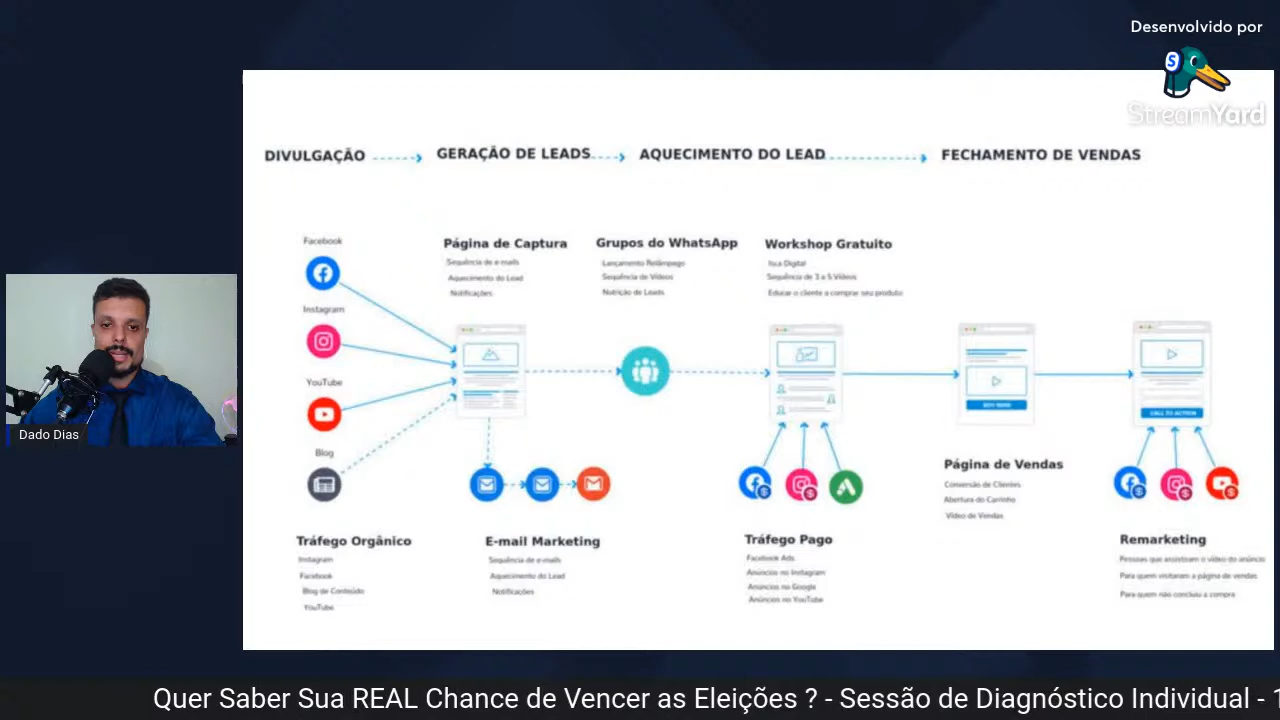 Desenvolvido por
StreamYard
DIVULGAÇÃO
GERAÇÃO DE LEADS
AQUECIMENTO DO LEAD
FECHAMENTO DE VENDAS
Facebook
Instagram
YouTube
Blog
Página de Captura
Sequência de e-mails
Aquecimento do Lead
Notificações
Grupos do WhatsApp
Lançamento Relâmpago
Sequência de Vídeos
Nutrição de Leads
Workshop Gratuito
Isca Digital
Sequência de 3 a 5 Vídeos
Educar o cliente a comprar seu produto
BUY NOW
CALL TO ACTION
Dado Dias
Tráfego Orgânico
Instagram
Facebook
Blog de Conteúdo
YouTube
E-mail Marketing
Sequência de e-mails
Aquecimento do Lead
Notificações
Tráfego Pago
Facebook Ads
Anúncios no Instagram
Anúncios no Google
Anúncios no YouTube
Página de Vendas
Conversão de Clientes
Abertura do Carrinho
Vídeo de Vendas
Remarketing
Pessoas que assistiram o vídeo do anúncio
Para quem visitaram a página de vendas
Para quem não concluiu a compra
Quer Saber Sua REAL Chance de Vencer as Eleições ? - Sessão de Diagnóstico Individual -